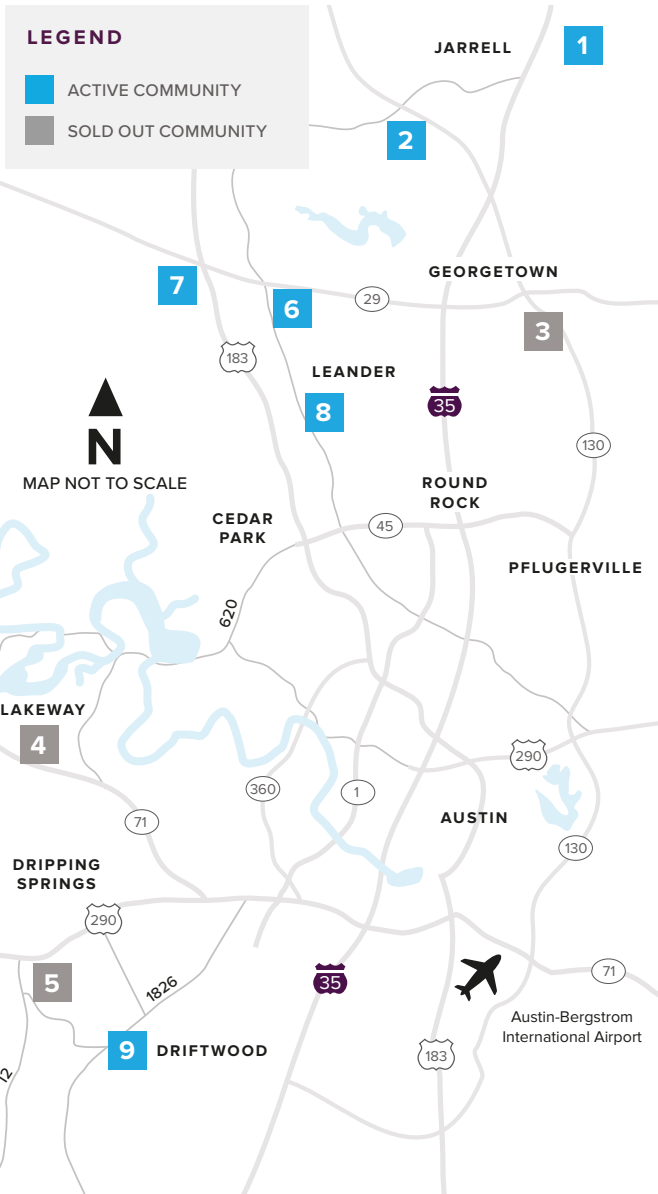 LEGEND
ACTIVE COMMUNITY
SOLD OUT COMMUNITY
JARRELL
1
2
GEORGETOWN
7
6
29
3
183
LEANDER
8
35
N
MAP NOT TO SCALE
130
ROUND
ROCK
CEDAR
PARK
45
PFLUGERVILLE
620
LAKEWAY
4
290
360
1
71
AUSTIN
130
DRIPPING
SPRINGS
290
5
1826
35
71
Austin-Bergstrom
International Airport
9
DRIFTWOOD
183
12